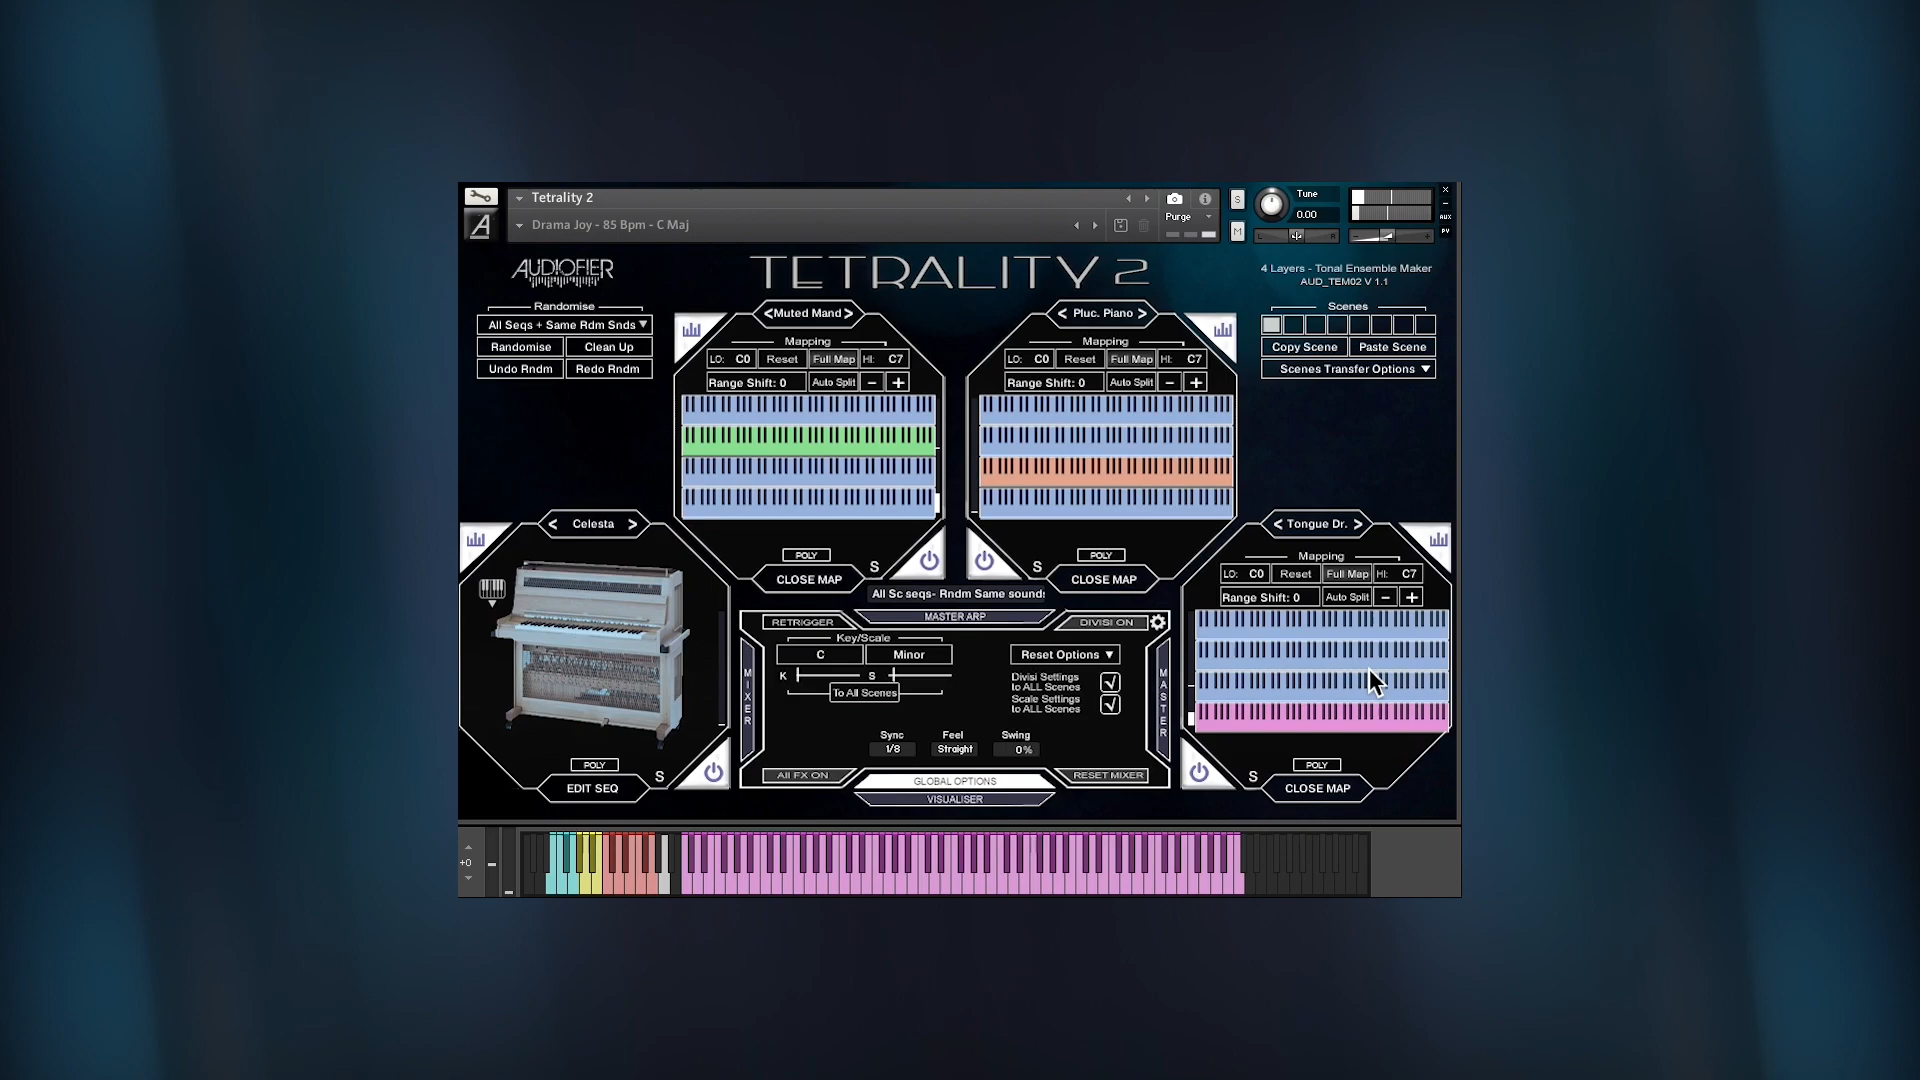 Tetrality 2
Drama Joy - 85 Bpm - C Maj
Purge
S
M
Tune
0.00
AUX
PV
A
AUDIOFIER
TETRALITY 2
4 Layers - Tonal Ensemble Maker
AUD_TEM02 V 1.1
Randomise
All Seqs + Same Rdm Snds
Randomise
Clean Up
Undo Rndm
Redo Rndm
Scenes
Copy Scene
Paste Scene
Scenes Transfer Options
<Muted Mand>
Mapping
LO: C0 Reset Full Map HI: C7
Range Shift: 0 Auto Split - +
POLY
S
CLOSE MAP
< Pluc. Piano >
Mapping
LO: C0 Reset Full Map HI: C7
Range Shift: 0 Auto Split - +
POLY
S
CLOSE MAP
< Celesta >
Celesta
POLY
S
EDIT SEQ
< Tongue Dr. >
Mapping
LO: C0 Reset Full Map HI: C7
Range Shift: 0 Auto Split - +
POLY
S
CLOSE MAP
All Sc seqs- Rndm Same sounds
MASTER ARP
RETRIGGER
DIVISI ON
MIXER
MASTER
Key/Scale
C
Minor
K
S
To All Scenes
Reset Options
Divisi Settings
to ALL Scenes
Scale Settings
to ALL Scenes
Sync
Feel
Swing
1/8
Straight
0%
All FX ON
GLOBAL OPTIONS
RESET MIXER
VISUALISER
+0